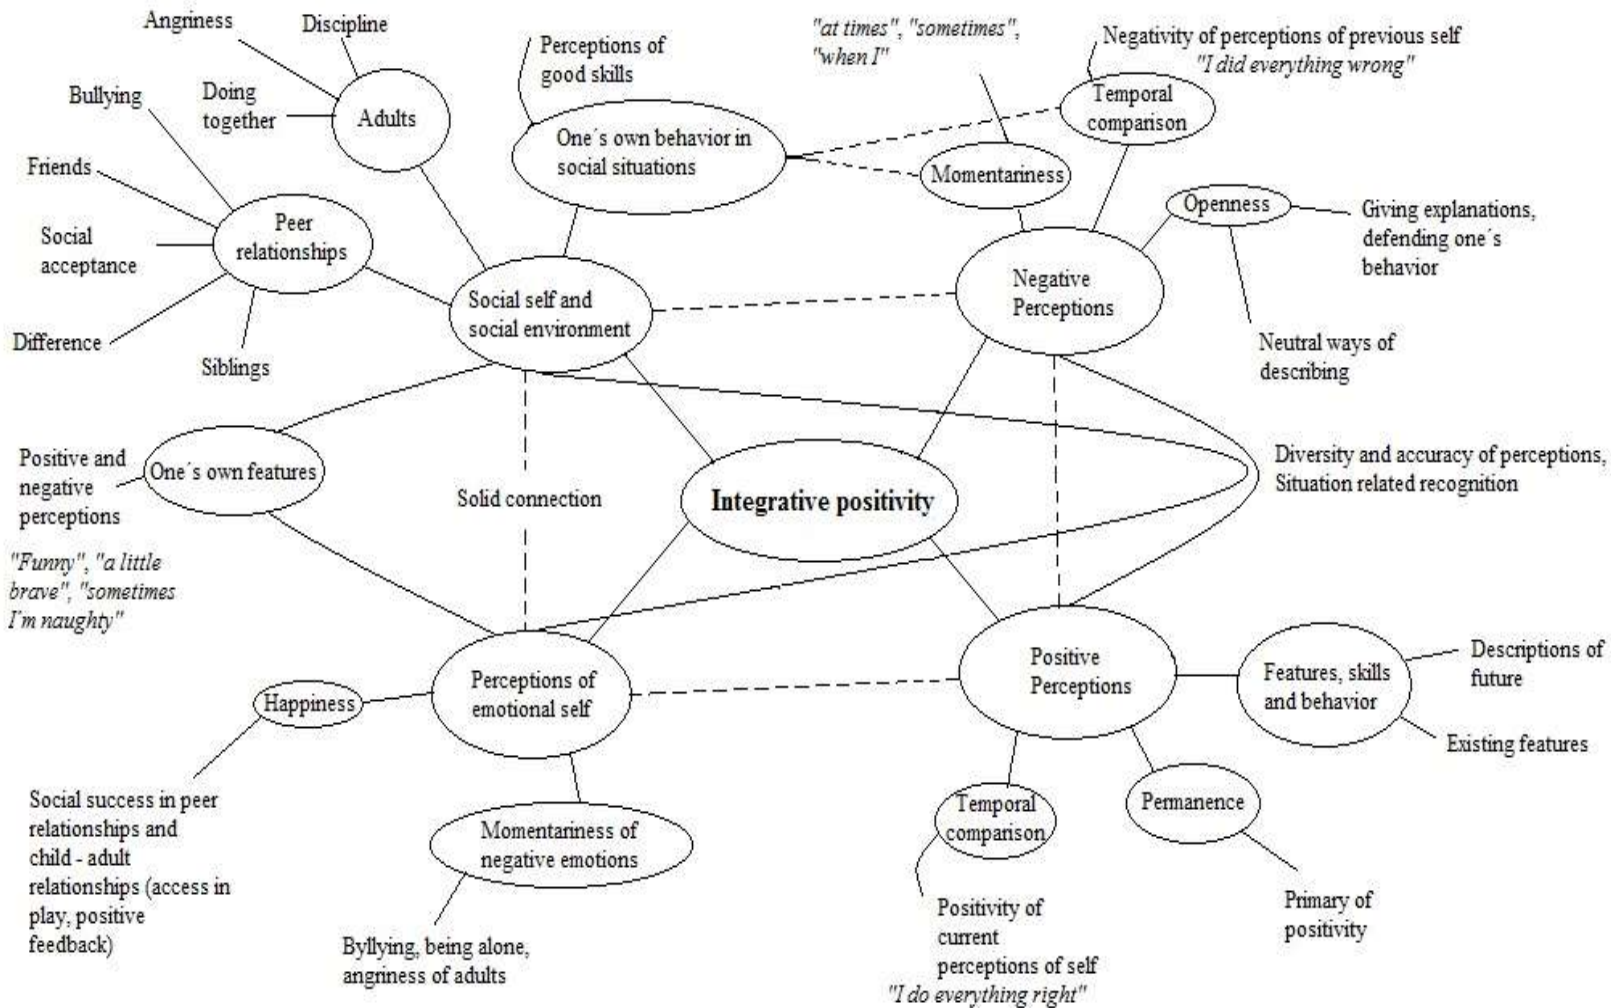 Angriness
Discipline
Doing
together
Adults
Bullying
Friends
Social
acceptance
Difference
Siblings
Peer
relationships
Perceptions of
good skills
One´s own behavior in
social situations
"at times", "sometimes",
"when I"
Negativity of perceptions of previous self
"I did everything wrong"
Temporal
comparison
Momentariness
Openness
Giving explanations,
defending one´s
behavior
Neutral ways of
describing
Social self and
social environment
Negative
Perceptions
Positive and
negative
perceptions
One´s own features
"Funny", "a little
brave", "sometimes
I'm naughty"
Solid connection
Integrative positivity
Diversity and accuracy of perceptions,
Situation related recognition
Perceptions of
emotional self
Happiness
Social success in peer
relationships and
child - adult
relationships (access in
play, positive
feedback)
Momentariness of
negative emotions
Byllying, being alone,
angriness of adults
Positive
Perceptions
Features, skills
and behavior
Descriptions of
future
Existing features
Temporal
comparison
Permanence
Positivity of
current
perceptions of self
"I do everything right"
Primary of
positivity